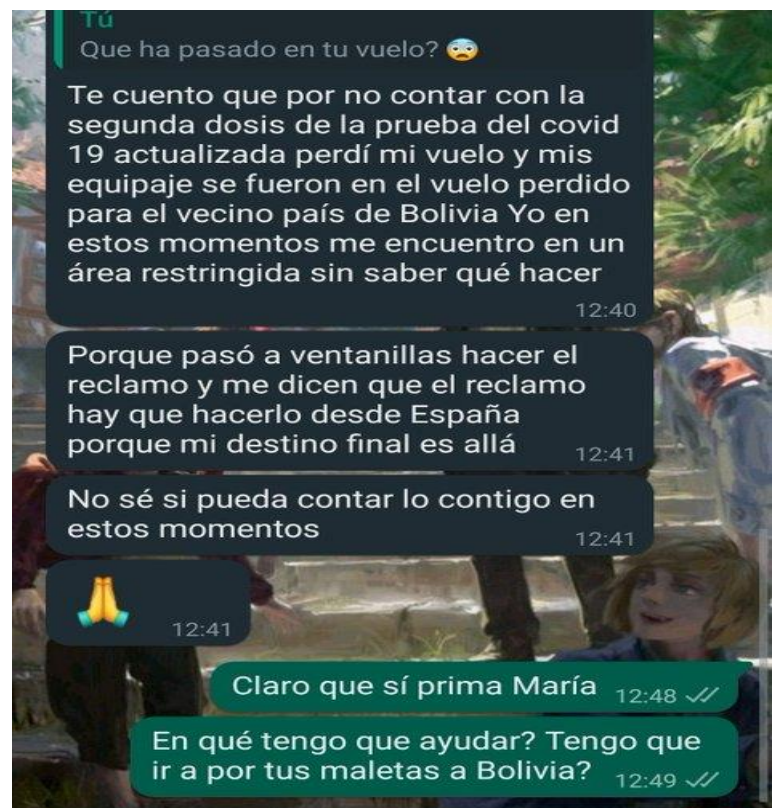 Tú
Que ha pasado en tu vuelo? 😨
Te cuento que por no contar con la
segunda dosis de la prueba del covid
19 actualizada perdí mi vuelo y mis
equipaje se fueron en el vuelo perdido
para el vecino país de Bolivia Yo en
estos momentos me encuentro en un
área restringida sin saber qué hacer
12:40
Porque pasó a ventanillas hacer el
reclamo y me dicen que el reclamo
hay que hacerlo desde España
porque mi destino final es allá 12:41
No sé si pueda contar lo contigo en
estos momentos 12:41
🙏 12:41
Claro que sí prima María 12:48
En qué tengo que ayudar? Tengo que
ir a por tus maletas a Bolivia? 12:49